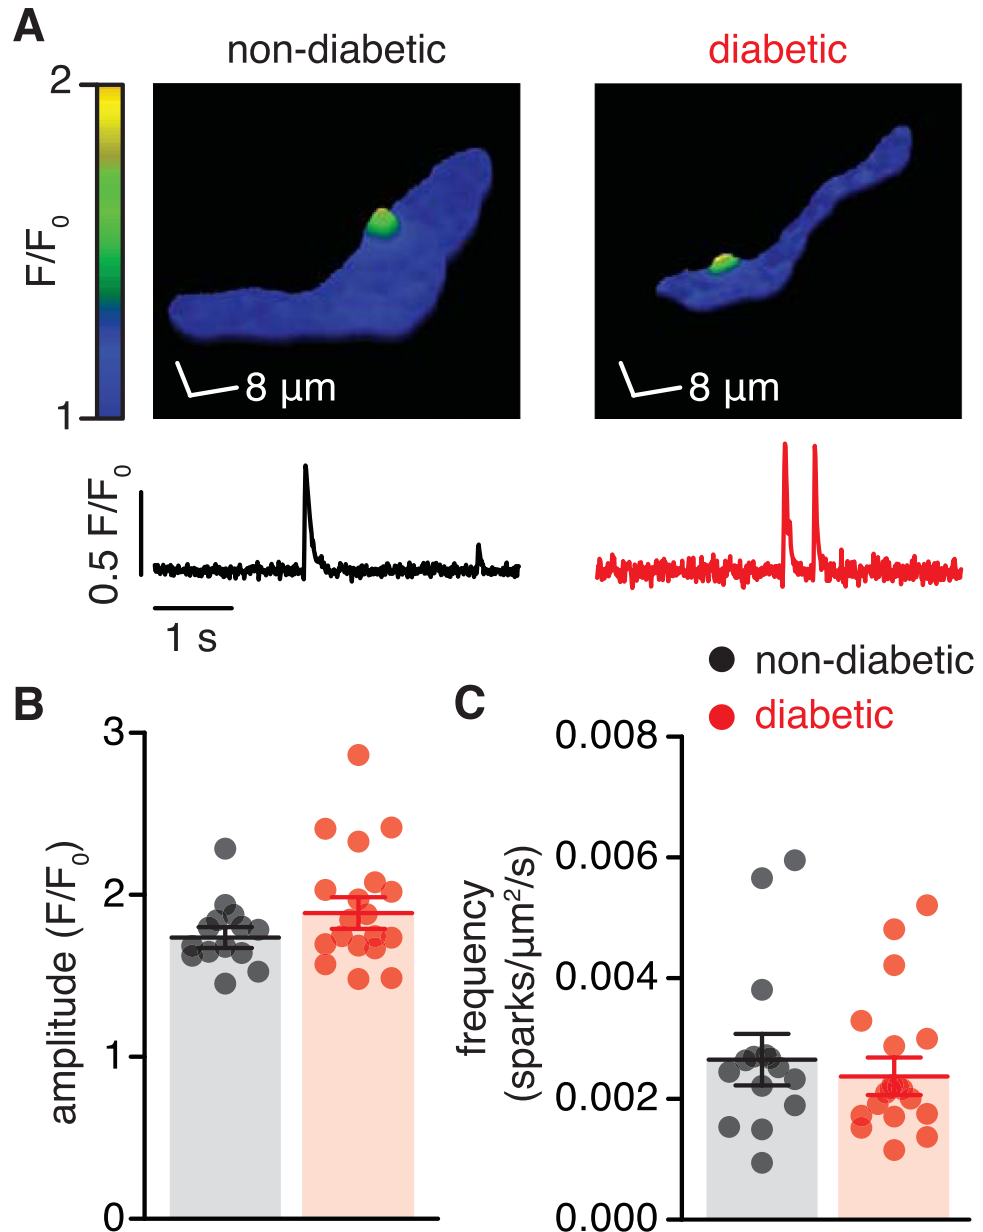 A
non-diabetic
diabetic
2
F/F₀
1
8 µm
8 µm
0.5 F/F₀
1 s
non-diabetic
diabetic
B
3
2
1
0
amplitude (F/F₀)
C
0.008
0.006
0.004
0.002
0.000
frequency
(sparks/µm²/s)